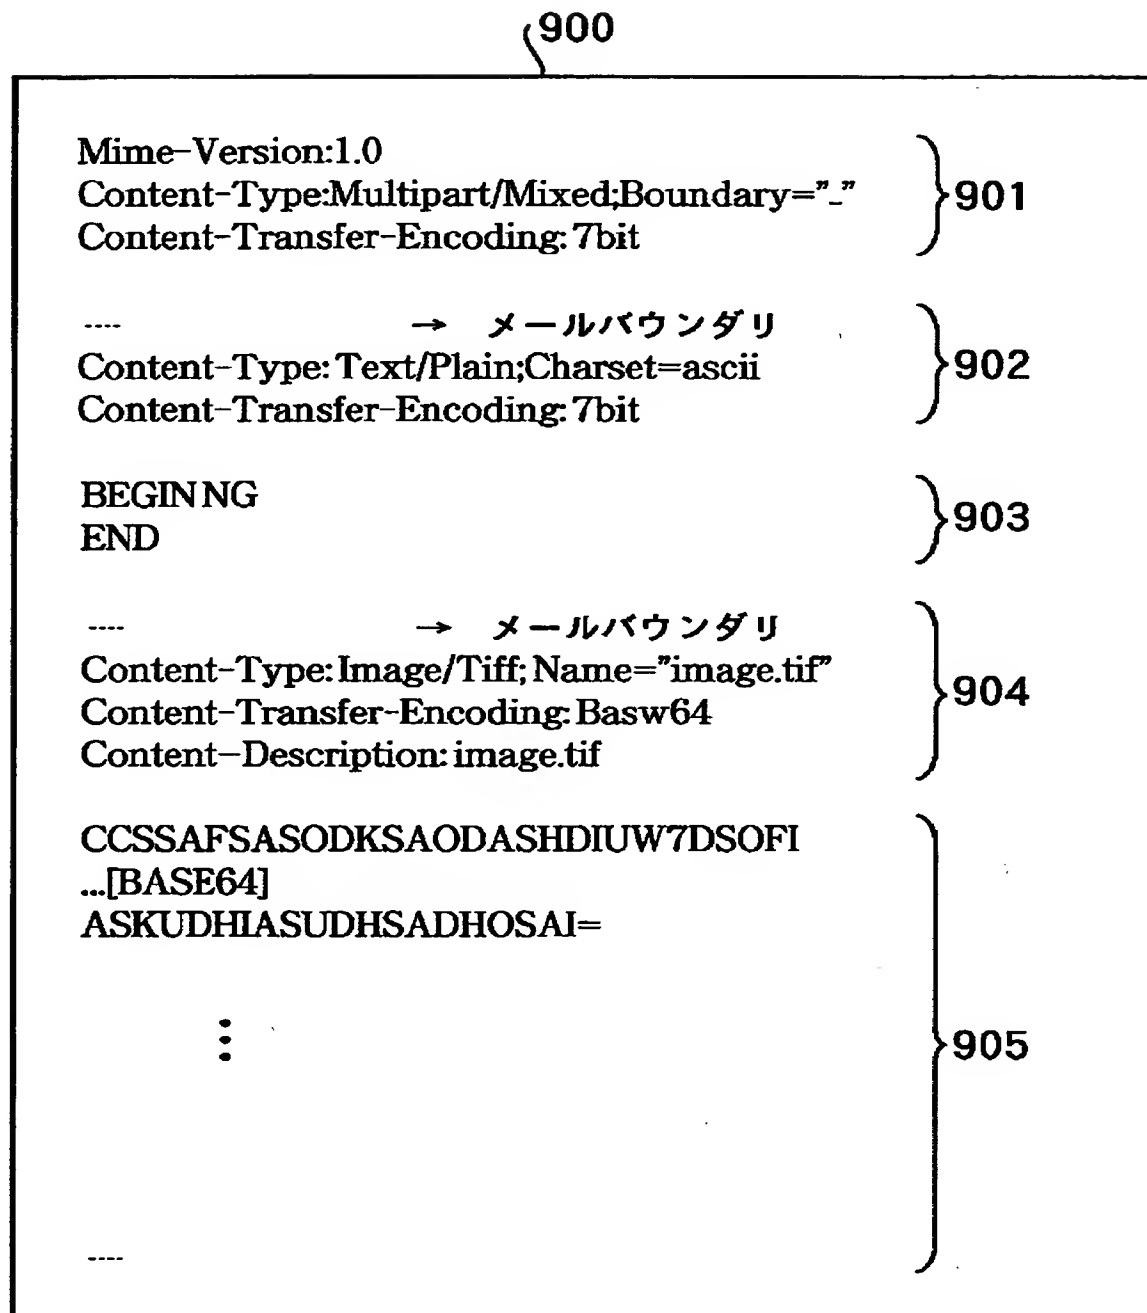 900
Mime-Version:1.0
Content-Type:Multipart/Mixed;Boundary="-"
Content-Transfer-Encoding:7bit
901
---- → メールバウンダリ
Content-Type:Text/Plain;Charset=ascii
Content-Transfer-Encoding:7bit
902
BEGINNG
END
903
---- → メールバウンダリ
Content-Type:Image/Tiff; Name="image.tif"
Content-Transfer-Encoding:Basw64
Content-Description:image.tif
904
CCSSAFSASODKSAODASHDIUW7DSOFI
...[BASE64]
ASKUDHIASUDHSADHOSAI=
905
----